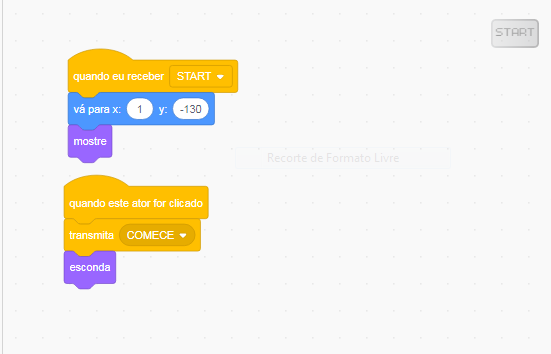 START
quando eu receber START
vá para x: 1 y: -130
mostre
Recorte de Formato Livre
quando este ator for clicado
transmita COMECE
esconda